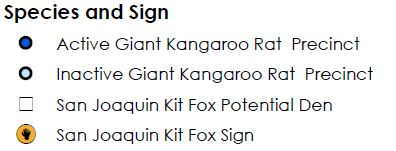 Species and Sign
Active Giant Kangaroo Rat Precinct
Inactive Giant Kangaroo Rat Precinct
San Joaquin Kit Fox Potential Den
San Joaquin Kit Fox Sign